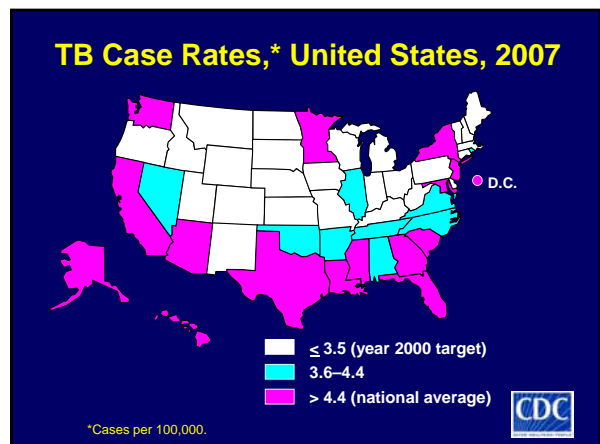 TB Case Rates,* United States, 2007
D.C.
≤ 3.5 (year 2000 target)
3.6–4.4
> 4.4 (national average)
*Cases per 100,000.
CDC